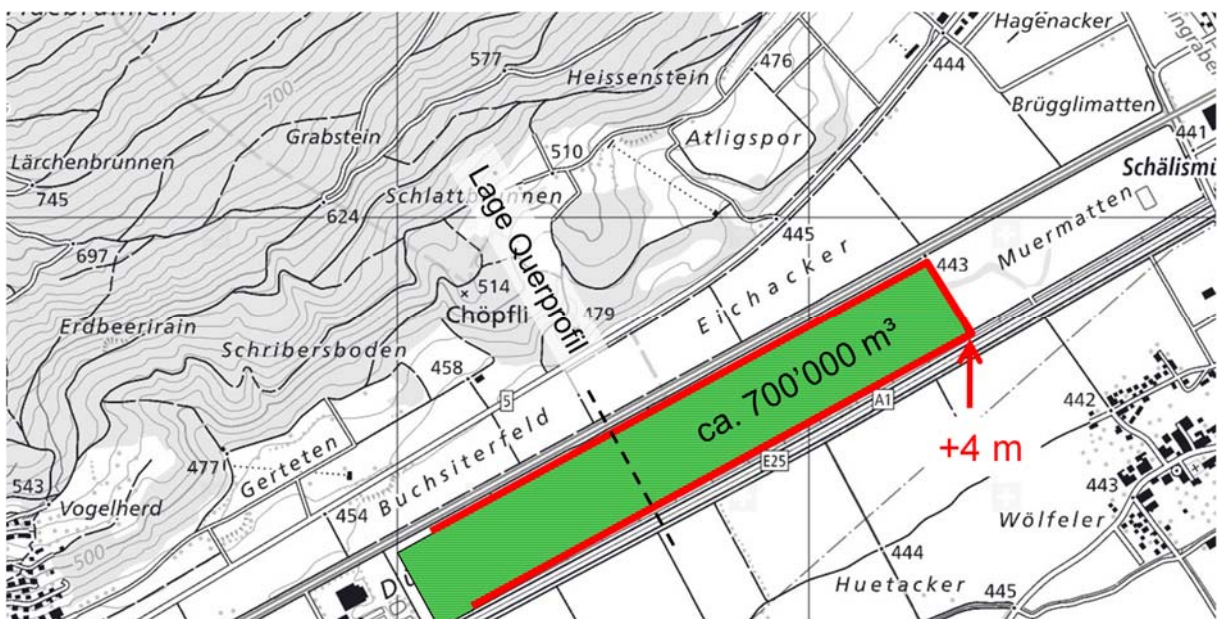 Hagenacker
476
577
444
Heissenstein
700
Brügglimatten
Grabstein
441
Atligspor
Lärchenbrunnen
510
Schälismü
745
Schlattbrunnen
Lage Querprofil
624
445
Muermatten
697
443
514
Eichacker
Chöpfli
479
Erdbeerirain
Schribersboden
ca. 700'000 m³
458
5
A1
442
Buchsiterfeld
+4 m
E25
477
Gerteten
543
443
454
Vogelherd
Wölfeler
500
444
Huetacker
445